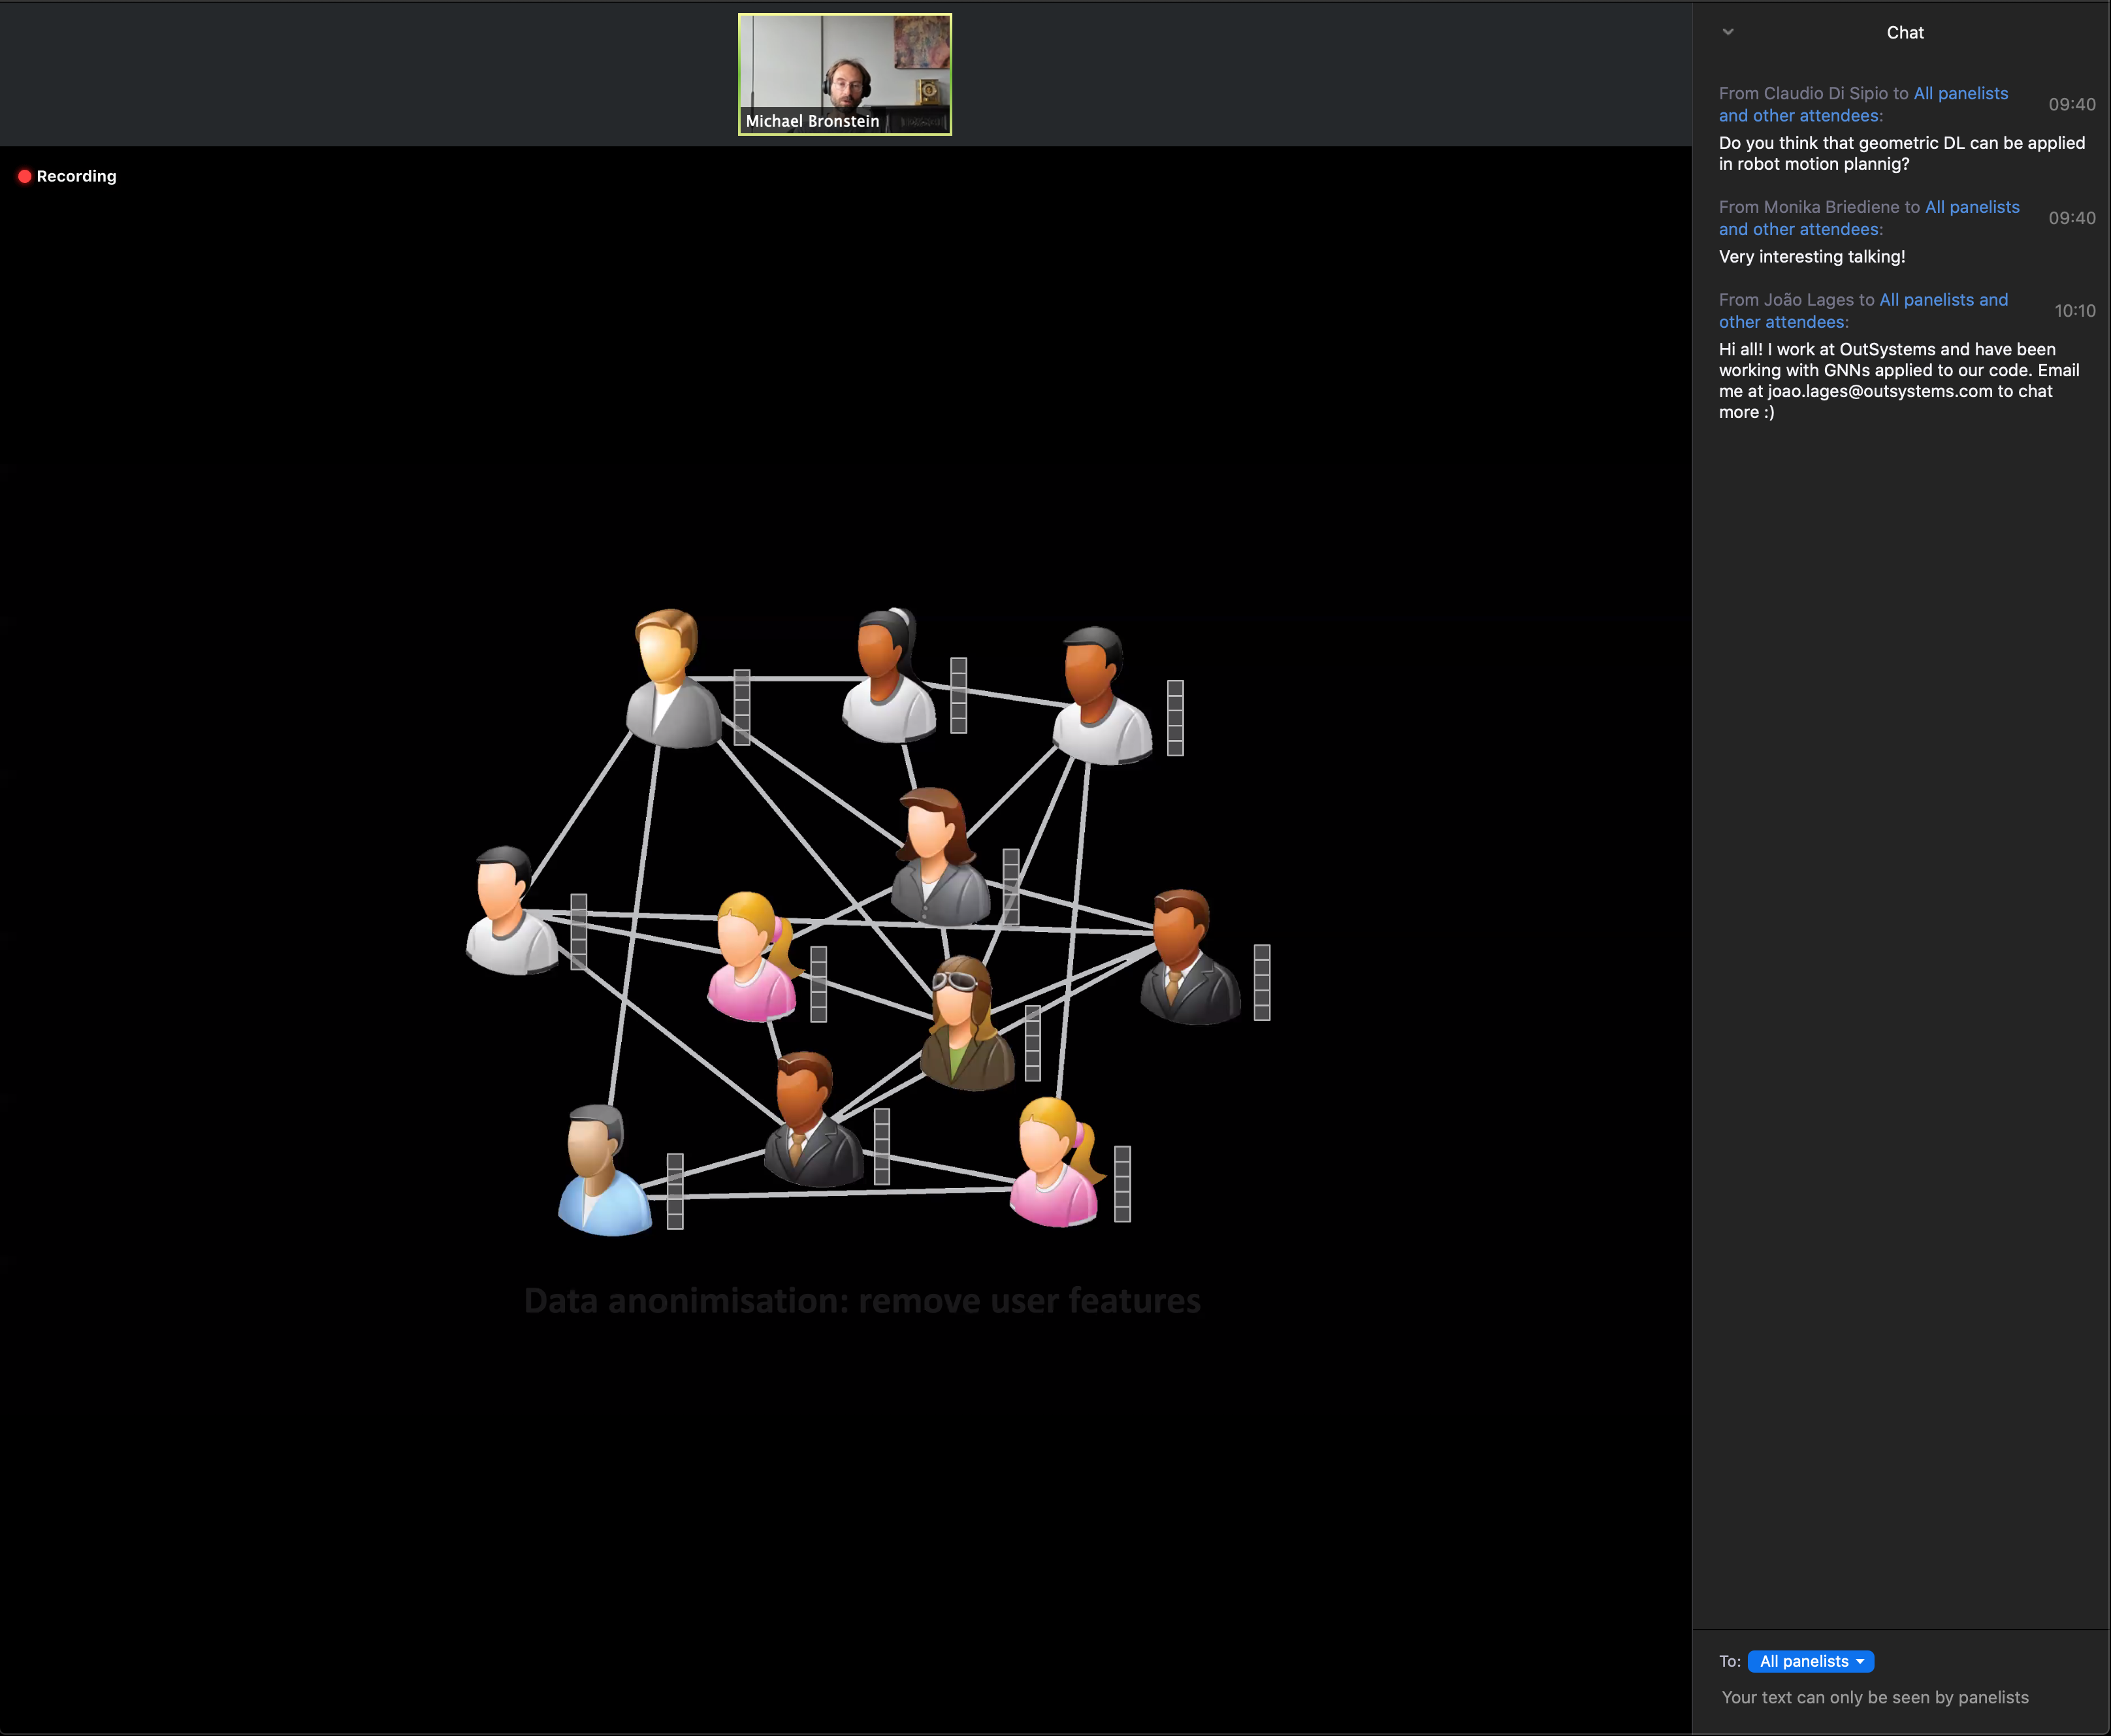 Michael Bronstein
Recording
Data anonimisation: remove user features
Chat
From Claudio Di Sipio to All panelists
and other attendees:
09:40
Do you think that geometric DL can be applied
in robot motion plannig?
From Monika Briediene to All panelists
and other attendees:
09:40
Very interesting talking!
From João Lages to All panelists and
other attendees:
10:10
Hi all! I work at OutSystems and have been
working with GNNs applied to our code. Email
me at joao.lages@outsystems.com to chat
more :)
To: All panelists
Your text can only be seen by panelists